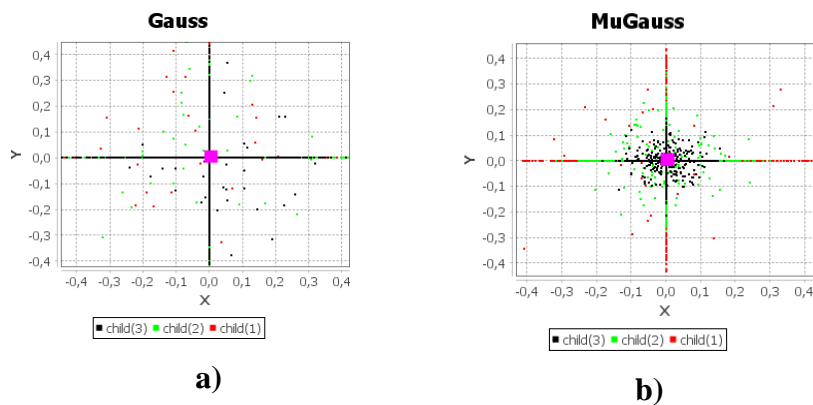 Gauss
0,4
0,3
0,2
0,1
0,0
-0,1
-0,2
-0,3
-0,4
Y
-0,4 -0,3 -0,2 -0,1 0,0 0,1 0,2 0,3 0,4
X
child(3) child(2) child(1)
a)
MuGauss
0,4
0,3
0,2
0,1
0,0
-0,1
-0,2
-0,3
-0,4
Y
-0,4 -0,3 -0,2 -0,1 0,0 0,1 0,2 0,3 0,4
X
child(3) child(2) child(1)
b)